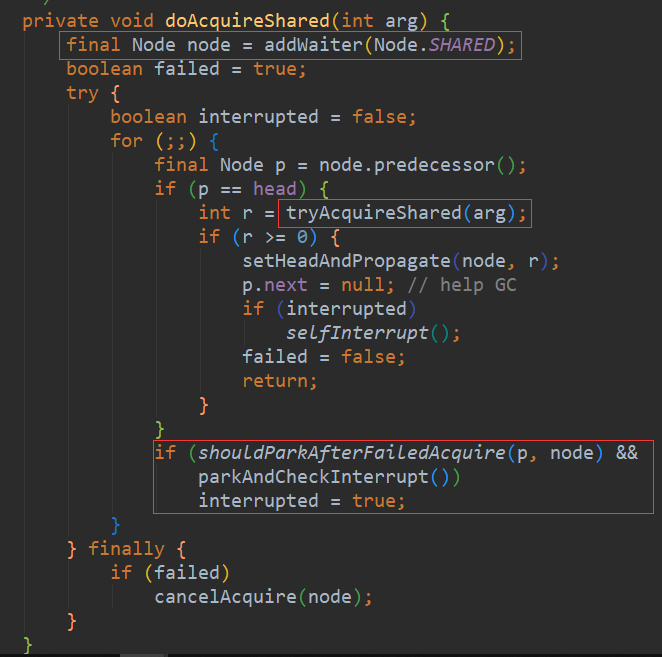 private void doAcquireShared(int arg) {
    final Node node = addWaiter(Node.SHARED);
    boolean failed = true;
    try {
        boolean interrupted = false;
        for (;;) {
            final Node p = node.predecessor();
            if (p == head) {
                int r = tryAcquireShared(arg);
                if (r >= 0) {
                    setHeadAndPropagate(node, r);
                    p.next = null; // help GC
                    if (interrupted)
                        selfInterrupt();
                    failed = false;
                    return;
                }
            }
            if (shouldParkAfterFailedAcquire(p, node) &&
                parkAndCheckInterrupt())
                interrupted = true;
        }
    } finally {
        if (failed)
            cancelAcquire(node);
    }
}